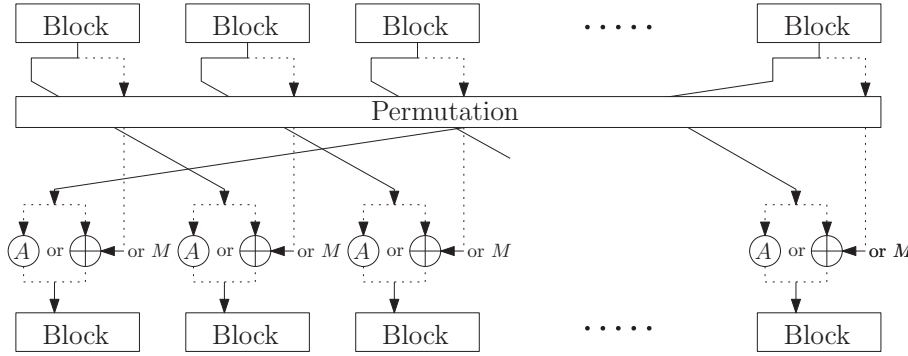 Block Block Block ..... Block
Permutation
A or ⊕ or M A or ⊕ or M A or ⊕ or M A or ⊕ or M
Block Block Block ..... Block